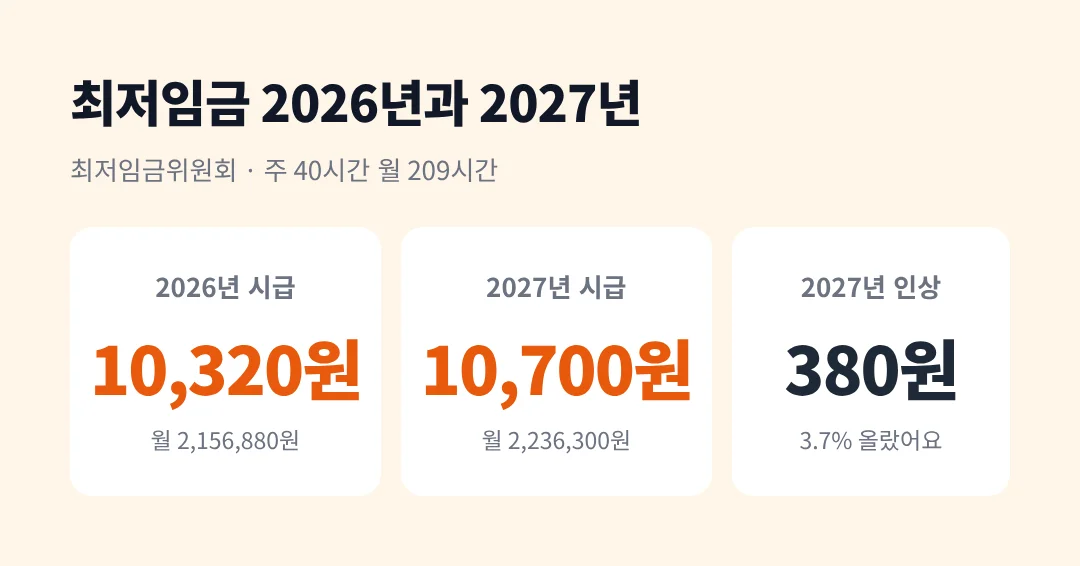 최저임금 2026년과 2027년
최저임금위원회 · 주 40시간 월 209시간
2026년 시급
10,320원
월 2,156,880원
2027년 시급
10,700원
월 2,236,300원
2027년 인상
380원
3.7% 올랐어요